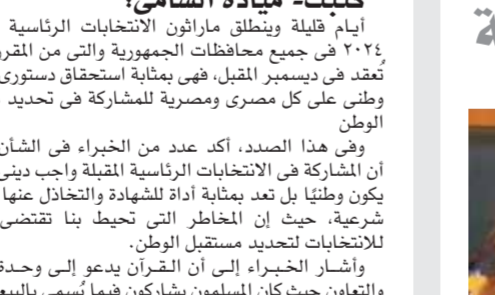 كتبت- ميادة الشامي:
أيام قليلة وينطلق ماراثون الانتخابات الرئاسية
٢٠٢٤ فى جميع محافظات الجمهورية والتى من المقرر
تُعقد فى ديسمبر المقبل، فهى بمثابة استحقاق دستورى
وطنى على كل مصرى ومصرية للمشاركة فى تحديد
الوطن
وفى هذا الصدد، أكد عدد من الخبراء فى الشأن
أن المشاركة فى الانتخابات الرئاسية المقبلة واجب دينى
يكون وطنيًا بل تعد بمثابة أداة للشهادة والتخاذل عنها
شرعية، حيث إن المخاطر التى تحيط بنا تقتضى
للانتخابات لتحديد مستقبل الوطن.
وأشار الخبراء إلى أن القرآن يدعو إلى وحدة
والتعاون حيث كان المسلمون يشاركون فيما يُسمى